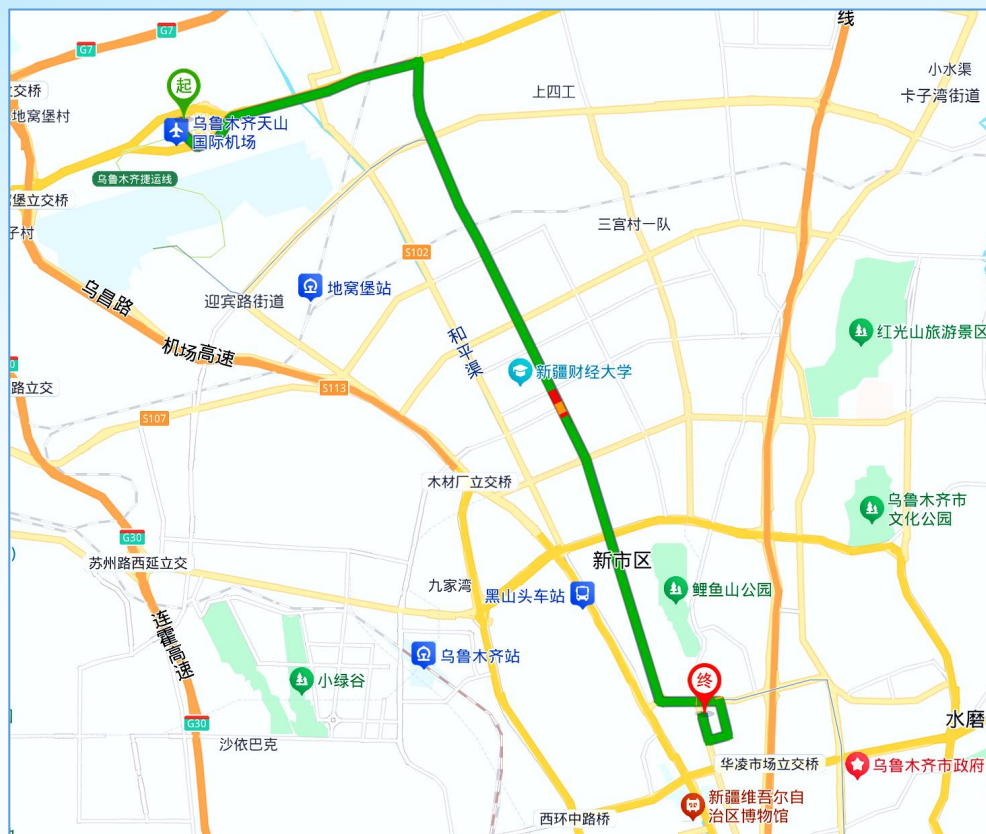 线
G7
G7
小水渠
起
上四工
立交桥
卡子湾街道
地窝堡村
乌鲁木齐天山
国际机场
乌鲁木齐捷运线
堡立交桥
三宫村一队
子村
S102
地窝堡站
乌昌路
迎宾路街道
红光山旅游景区
和平渠
机场高速
新疆财经大学
路立交
S113
S107
木材厂立交桥
乌鲁木齐市
文化公园
G30
新市区
苏州路西延立交
九家湾
黑山头车站
鲤鱼山公园
连霍高速
乌鲁木齐站
小绿谷
终
G30
水磨
沙依巴克
华凌市场立交桥
乌鲁木齐市政府
新疆维吾尔自
治区博物馆
西环中路桥